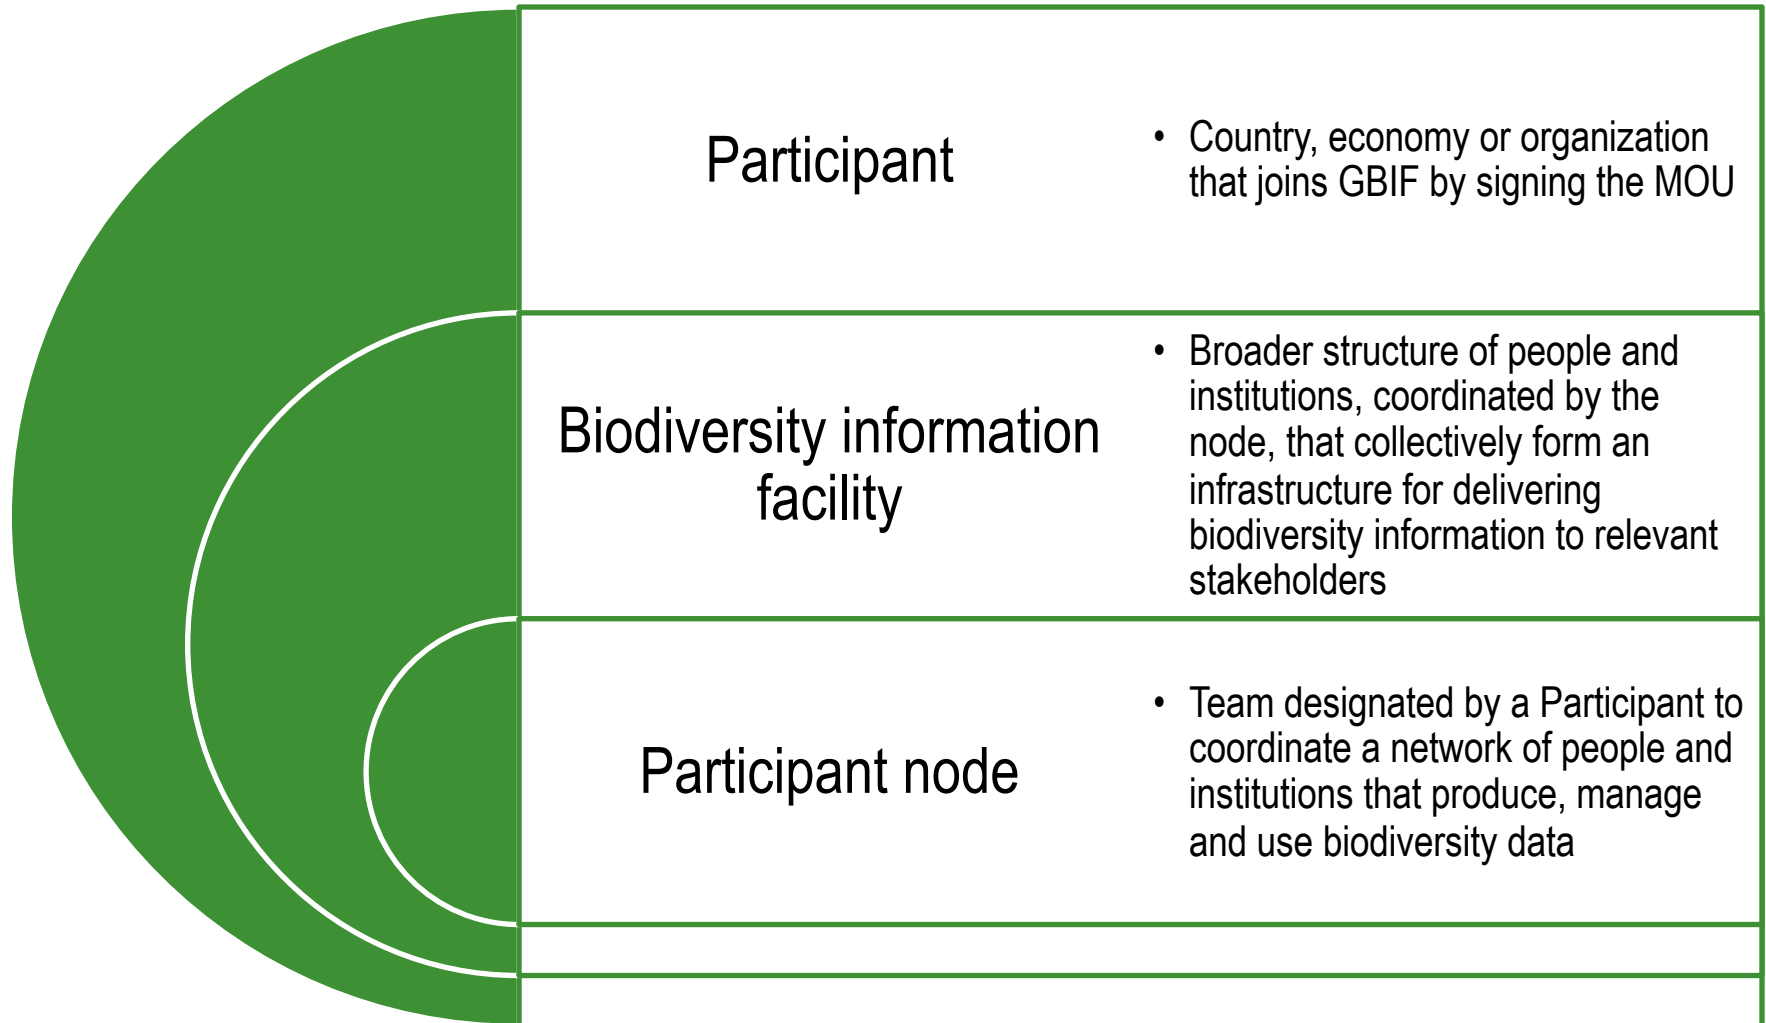 Participant
• Country, economy or organization
that joins GBIF by signing the MOU
Biodiversity information
facility
• Broader structure of people and
institutions, coordinated by the
node, that collectively form an
infrastructure for delivering
biodiversity information to relevant
stakeholders
Participant node
• Team designated by a Participant to
coordinate a network of people and
institutions that produce, manage
and use biodiversity data